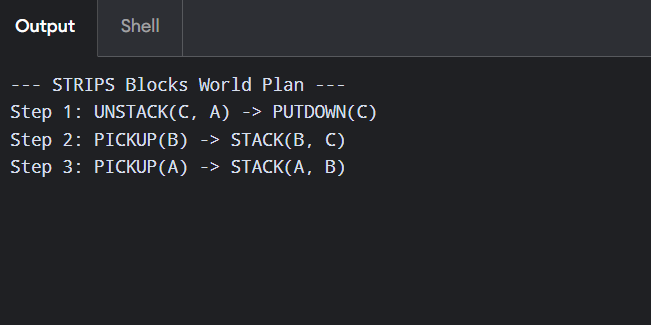 Output Shell
--- STRIPS Blocks World Plan ---
Step 1: UNSTACK(C, A) -> PUTDOWN(C)
Step 2: PICKUP(B) -> STACK(B, C)
Step 3: PICKUP(A) -> STACK(A, B)